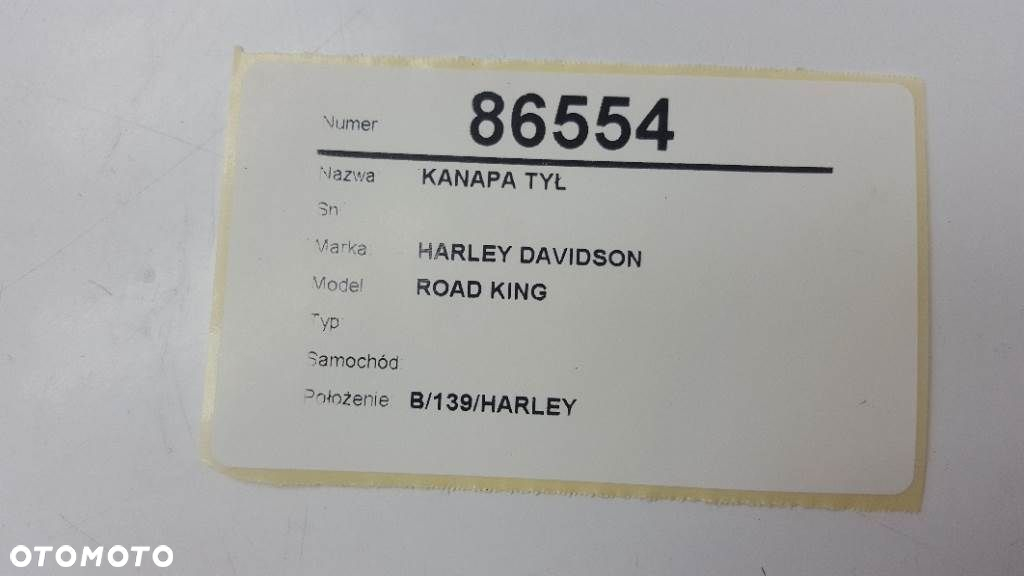 Numer 86554
Nazwa KANAPA TYŁ
Sn
Marka HARLEY DAVIDSON
Model ROAD KING
Typ
Samochód
Położenie B/139/HARLEY
OTOMOTO